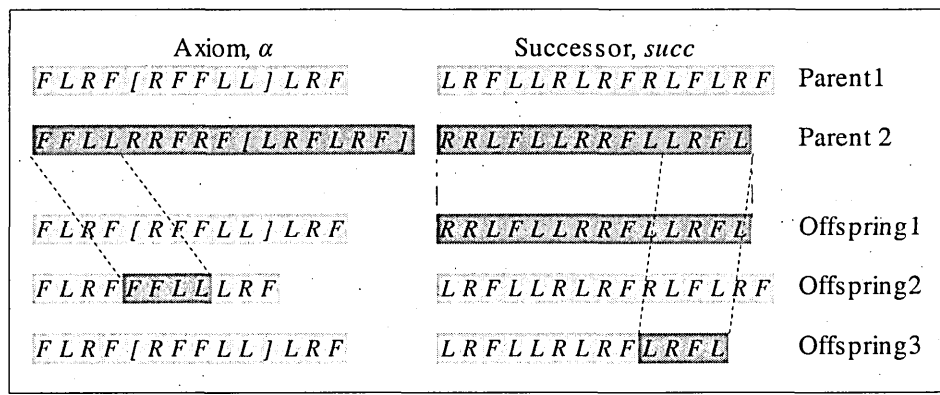 Axiom, α Successor, succ
F L R F [ R F F L L ] L R F L R F L L R L R F R L F L R F Parent1
F F L L R R F R F [ L R F L R F ] R R L F L L R R F L L R F L Parent 2
F L R F [ R F F L L ] L R F R R L F L L R R F L L R F L Offspring1
F L R F F F L L L R F L R F L L R L R F R L F L R F Offspring2
F L R F [ R F F L L ] L R F L R F L L R L R F L R F L Offspring3